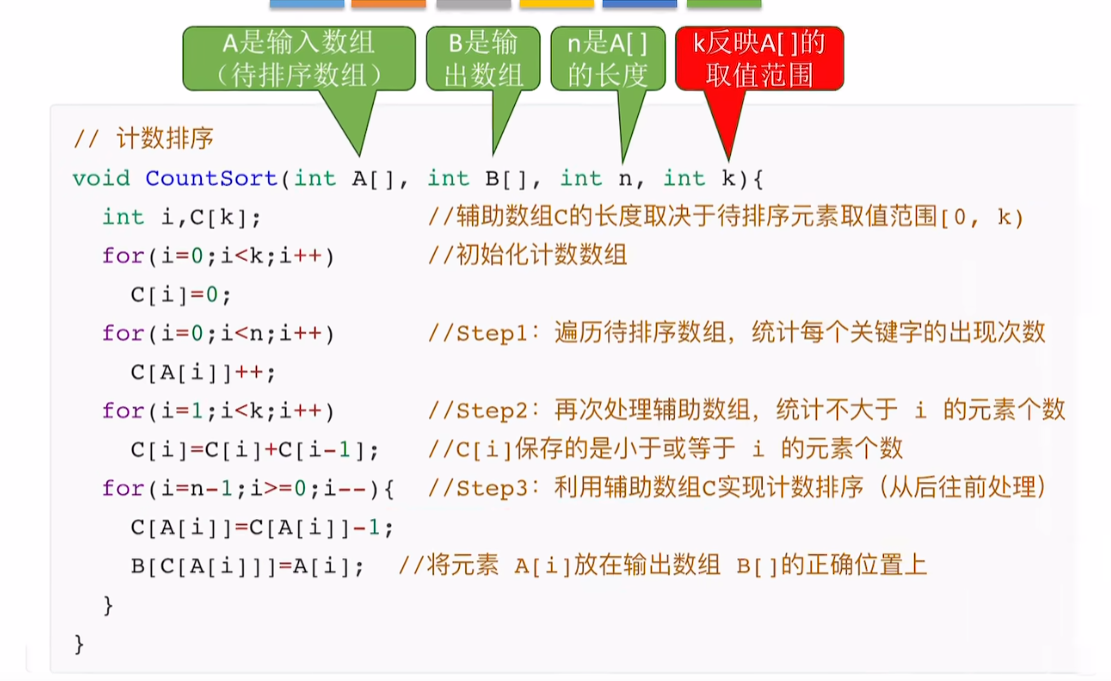 A是输入数组
（待排序数组）
B是输
出数组
n是A[]
的长度
k反映A[]的
取值范围
// 计数排序
void CountSort(int A[], int B[], int n, int k){
  int i,C[k];            //辅助数组C的长度取决于待排序元素取值范围[0, k)
  for(i=0;i<k;i++)       //初始化计数数组
    C[i]=0;
  for(i=0;i<n;i++)       //Step1：遍历待排序数组，统计每个关键字的出现次数
    C[A[i]]++;
  for(i=1;i<k;i++)       //Step2：再次处理辅助数组，统计不大于 i 的元素个数
    C[i]=C[i]+C[i-1];    //C[i]保存的是小于或等于 i 的元素个数
  for(i=n-1;i>=0;i--){   //Step3：利用辅助数组C实现计数排序（从后往前处理）
    C[A[i]]=C[A[i]]-1;
    B[C[A[i]]]=A[i];   //将元素 A[i]放在输出数组 B[]的正确位置上
  }
}